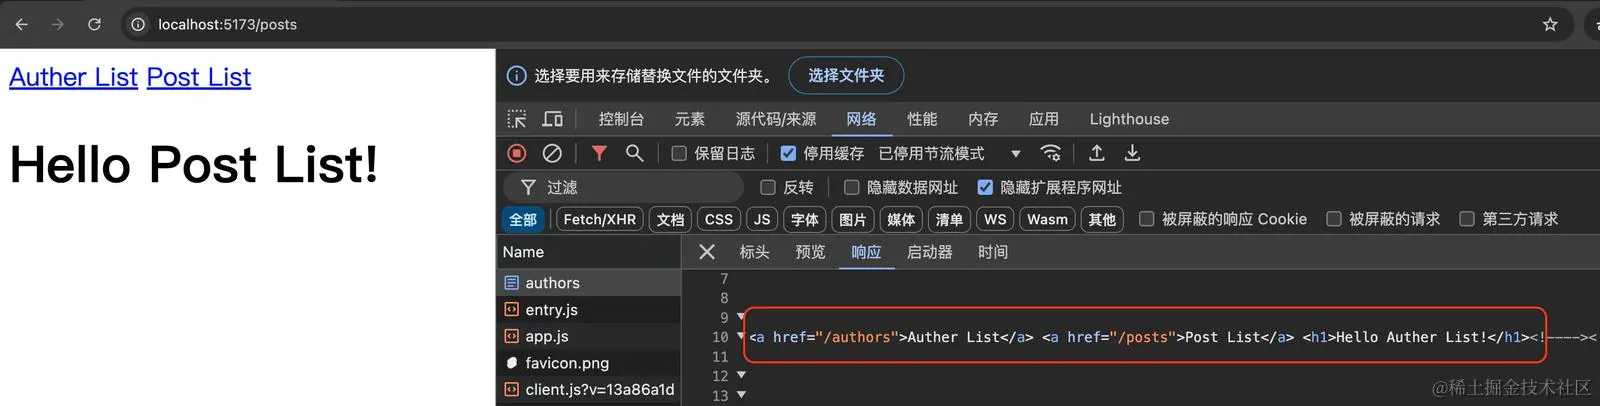 localhost:5173/posts
Auther List Post List
Hello Post List!
选择要用来存储替换文件的文件夹。 选择文件夹
控制台 元素 源代码/来源 网络 性能 内存 应用 Lighthouse
保留日志 停用缓存 已停用节流模式
过滤 反转 隐藏数据网址 隐藏扩展程序网址
全部 Fetch/XHR 文档 CSS JS 字体 图片 媒体 清单 WS Wasm 其他 被屏蔽的响应 Cookie 被屏蔽的请求 第三方请求
Name
authors
entry.js
app.js
favicon.png
client.js?v=13a86a1d
标头 预览 响应 启动器 时间
7
8
9
10 <a href="/authors">Auther List</a> <a href="/posts">Post List</a> <h1>Hello Auther List!</h1><!----><
11
12
13
@稀土掘金技术社区